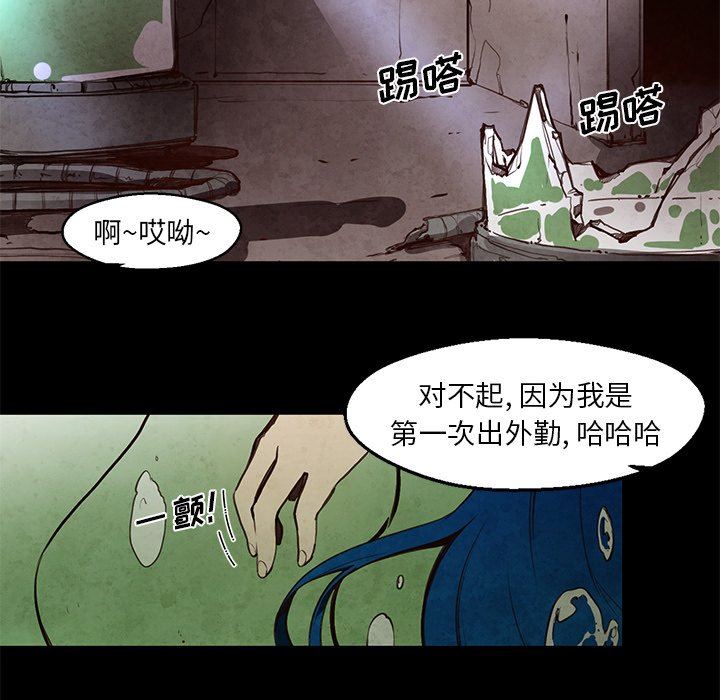 踢嗒
踢嗒
啊~哎呦~
对不起, 因为我是
第一次出外勤, 哈哈哈
一颤!